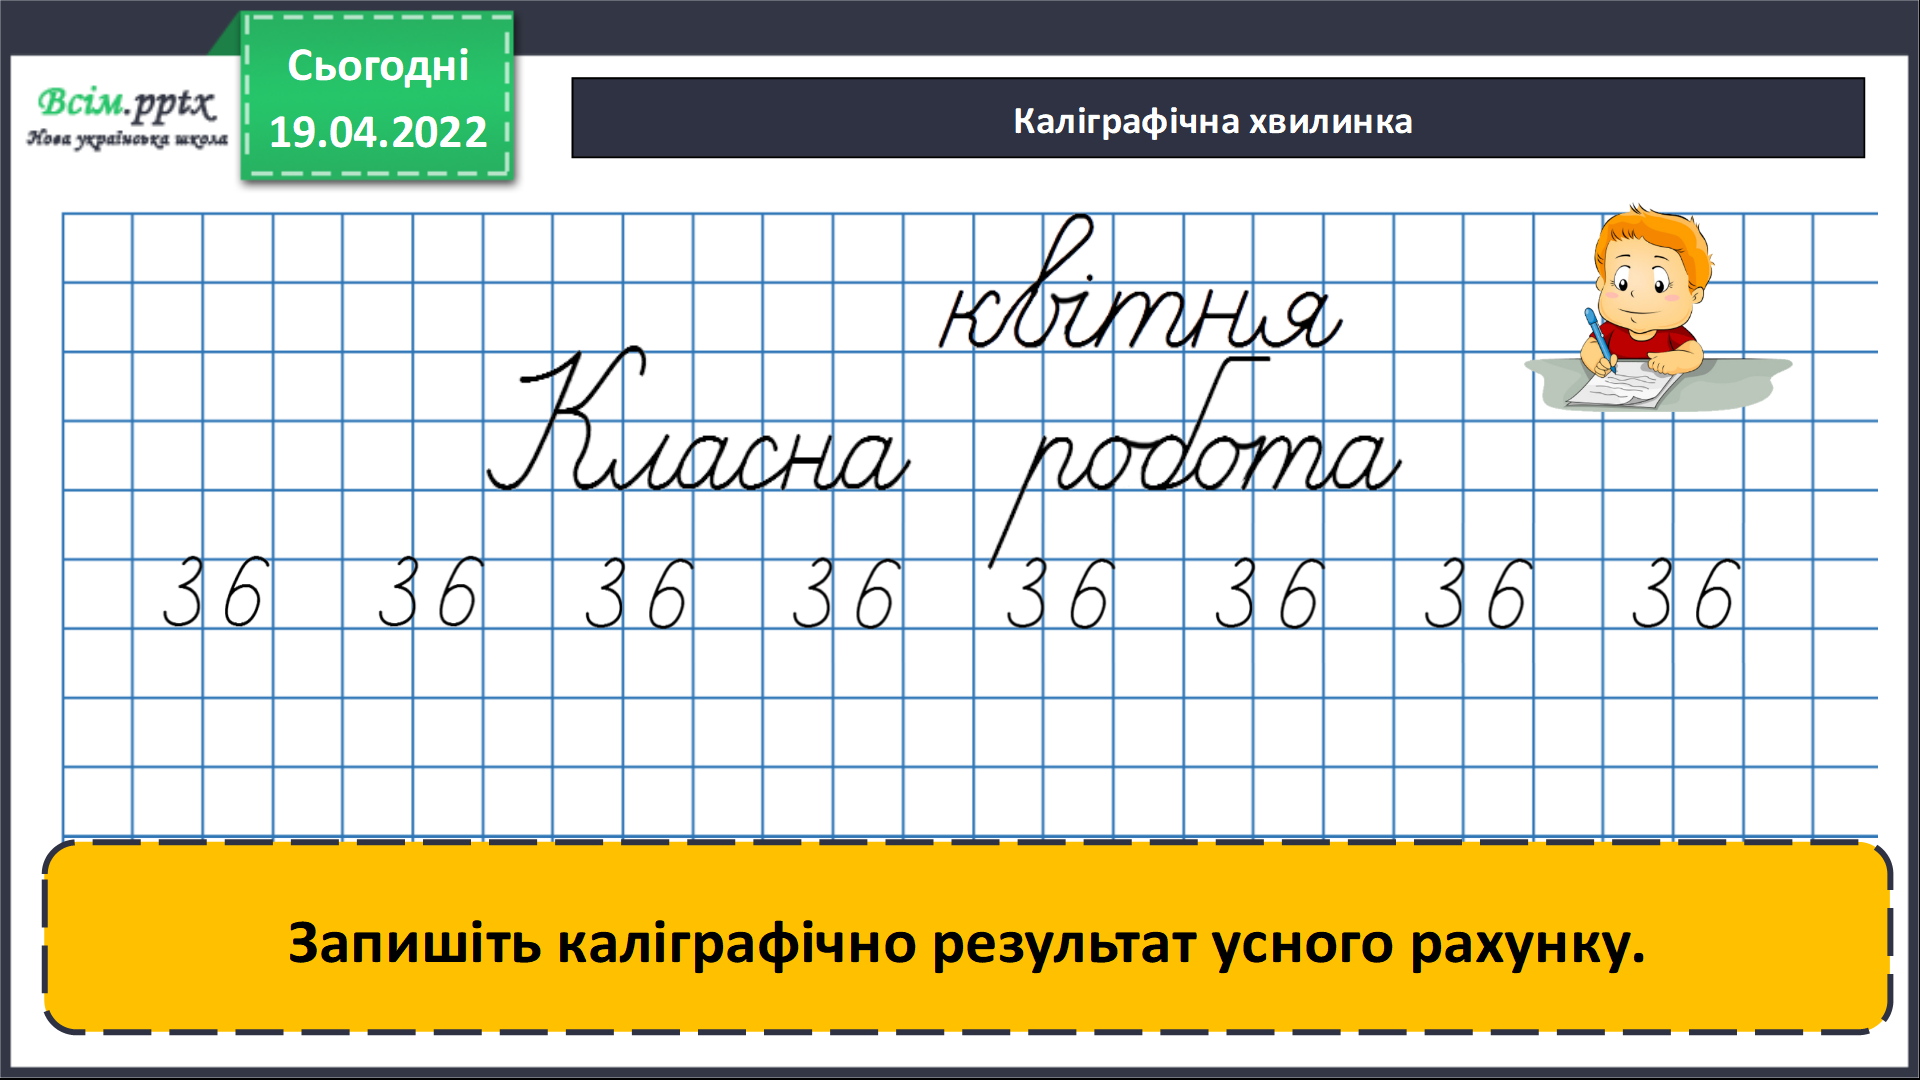 Сьогодні
19.04.2022
Всім.pptx
Нова українська школа
Каліграфічна хвилинка
квітня
Класна робота
36 36 36 36 36 36 36 36
Запишіть каліграфічно результат усного рахунку.